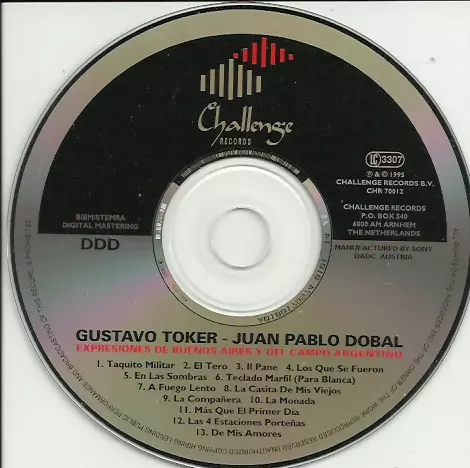 Challenge
RECORDS
LC 3307
℗ & © 1995
CHALLENGE RECORDS B.V.
CHR 70012
CHALLENGE RECORDS
P.O. BOX 540
6800 AM ARNHEM
THE NETHERLANDS
BIEM/STEMRA
DIGITAL MASTERING
DDD
MANUFACTURED BY SONY
DADC AUSTRIA
GUSTAVO TOKER - JUAN PABLO DOBAL
EXPRESIONES DE BUENOS AIRES Y DEL CAMPO ARGENTINO
1. Taquito Militar 2. El Tero 3. Il Pane 4. Los Que Se Fueron
5. En Las Sombras 6. Teclado Marfil (Para Blanca)
7. A Fuego Lento 8. La Casita De Mis Viejos
9. La Compañera 10. La Monada
11. Más Que El Primer Dia
12. Las 4 Estaciones Porteñas
13. De Mis Amores